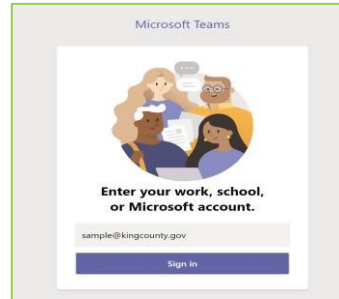 Microsoft Teams
Enter your work, school,
or Microsoft account.
sample@kingcounty.gov
Sign in